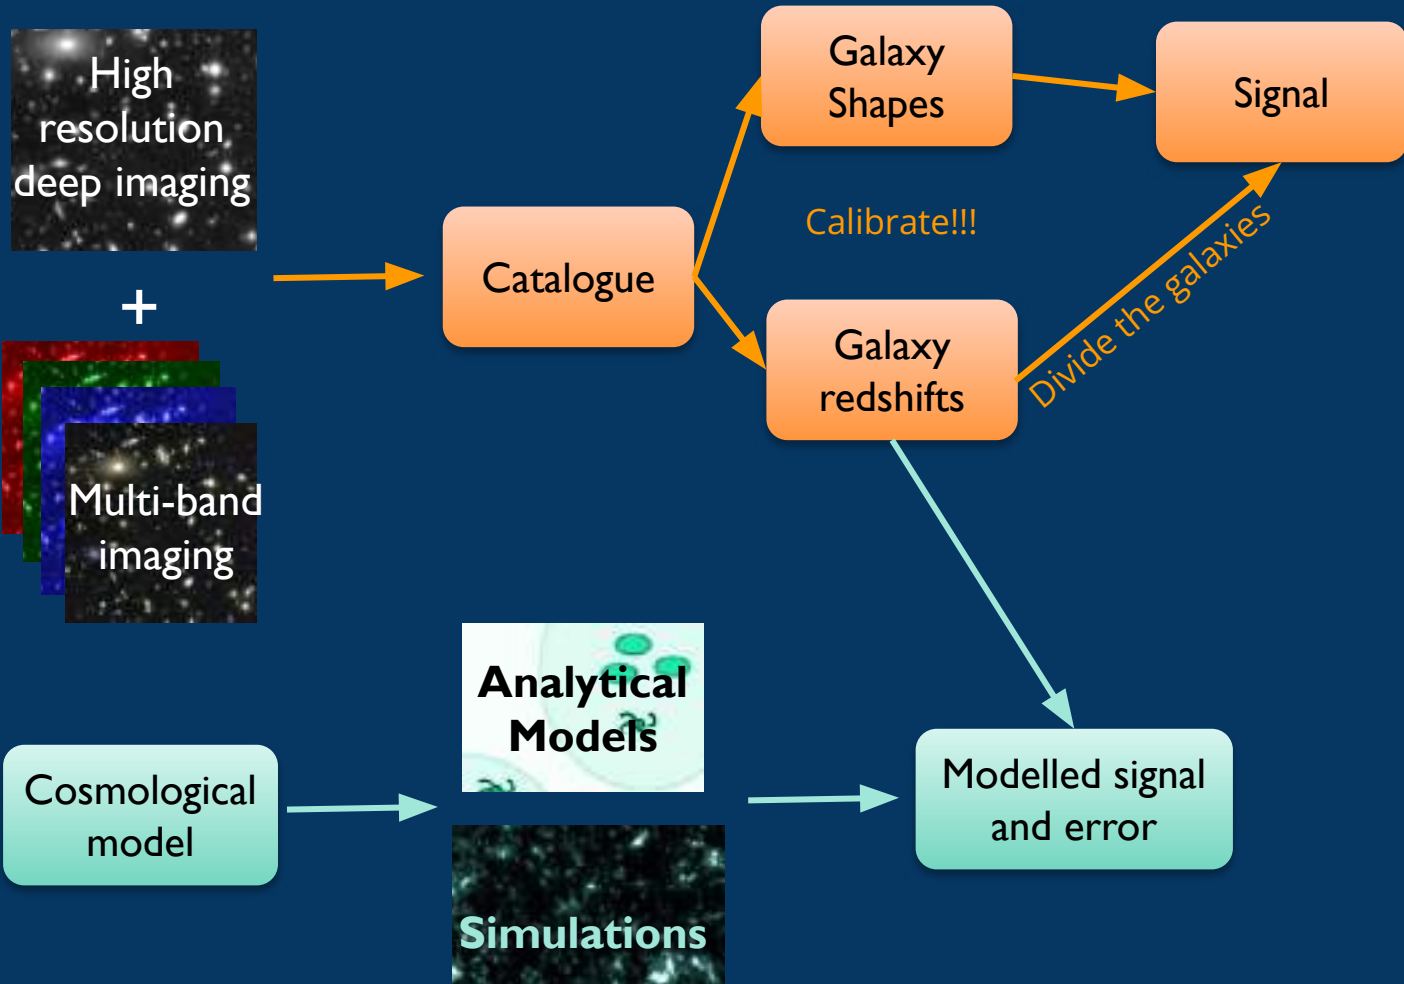 High
resolution
deep imaging
+
Multi-band
imaging
Catalogue
Galaxy
Shapes
Calibrate!!!
Galaxy
redshifts
Signal
Divide the galaxies
Cosmological
model
Analytical
Models
Simulations
Modelled signal
and error